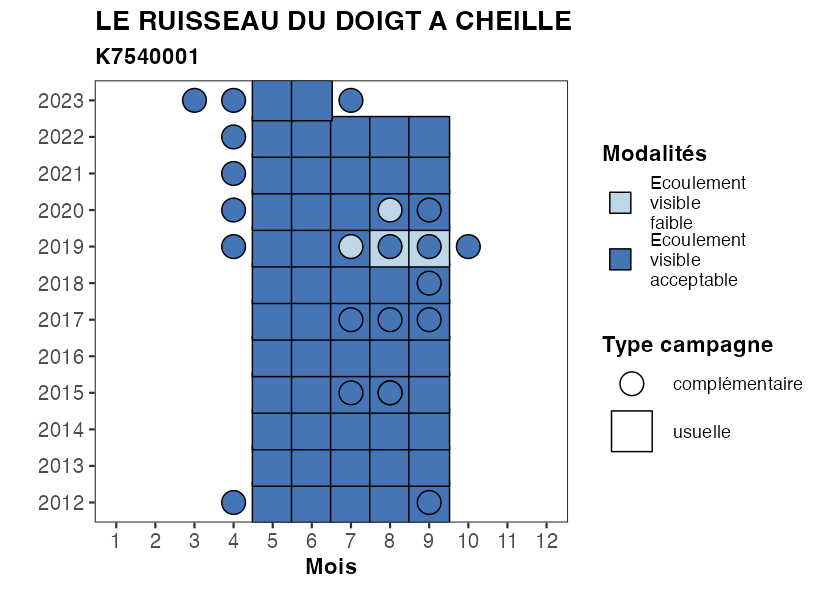 LE RUISSEAU DU DOIGT A CHEILLE
K7540001
2023
2022
2021
2020
2019
2018
2017
2016
2015
2014
2013
2012
1 2 3 4 5 6 7 8 9 10 11 12
Mois
Modalités
Ecoulement
visible
faible
Ecoulement
visible
acceptable
Type campagne
complémentaire
usuelle